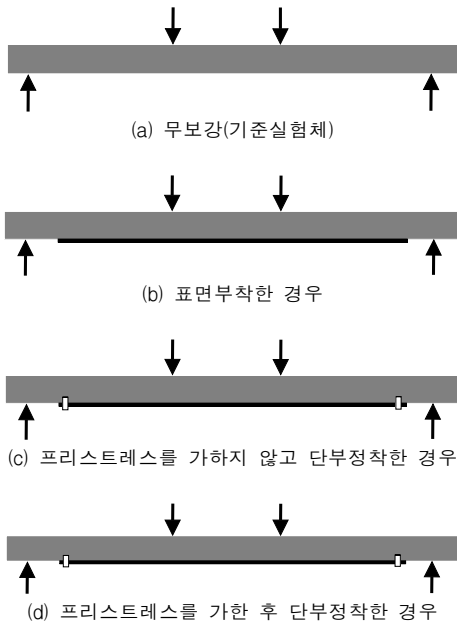 (a) 무보강(기준실험체)
(b) 표면부착한 경우
(c) 프리스트레스를 가하지 않고 단부정착한 경우
(d) 프리스트레스를 가한 후 단부정착한 경우